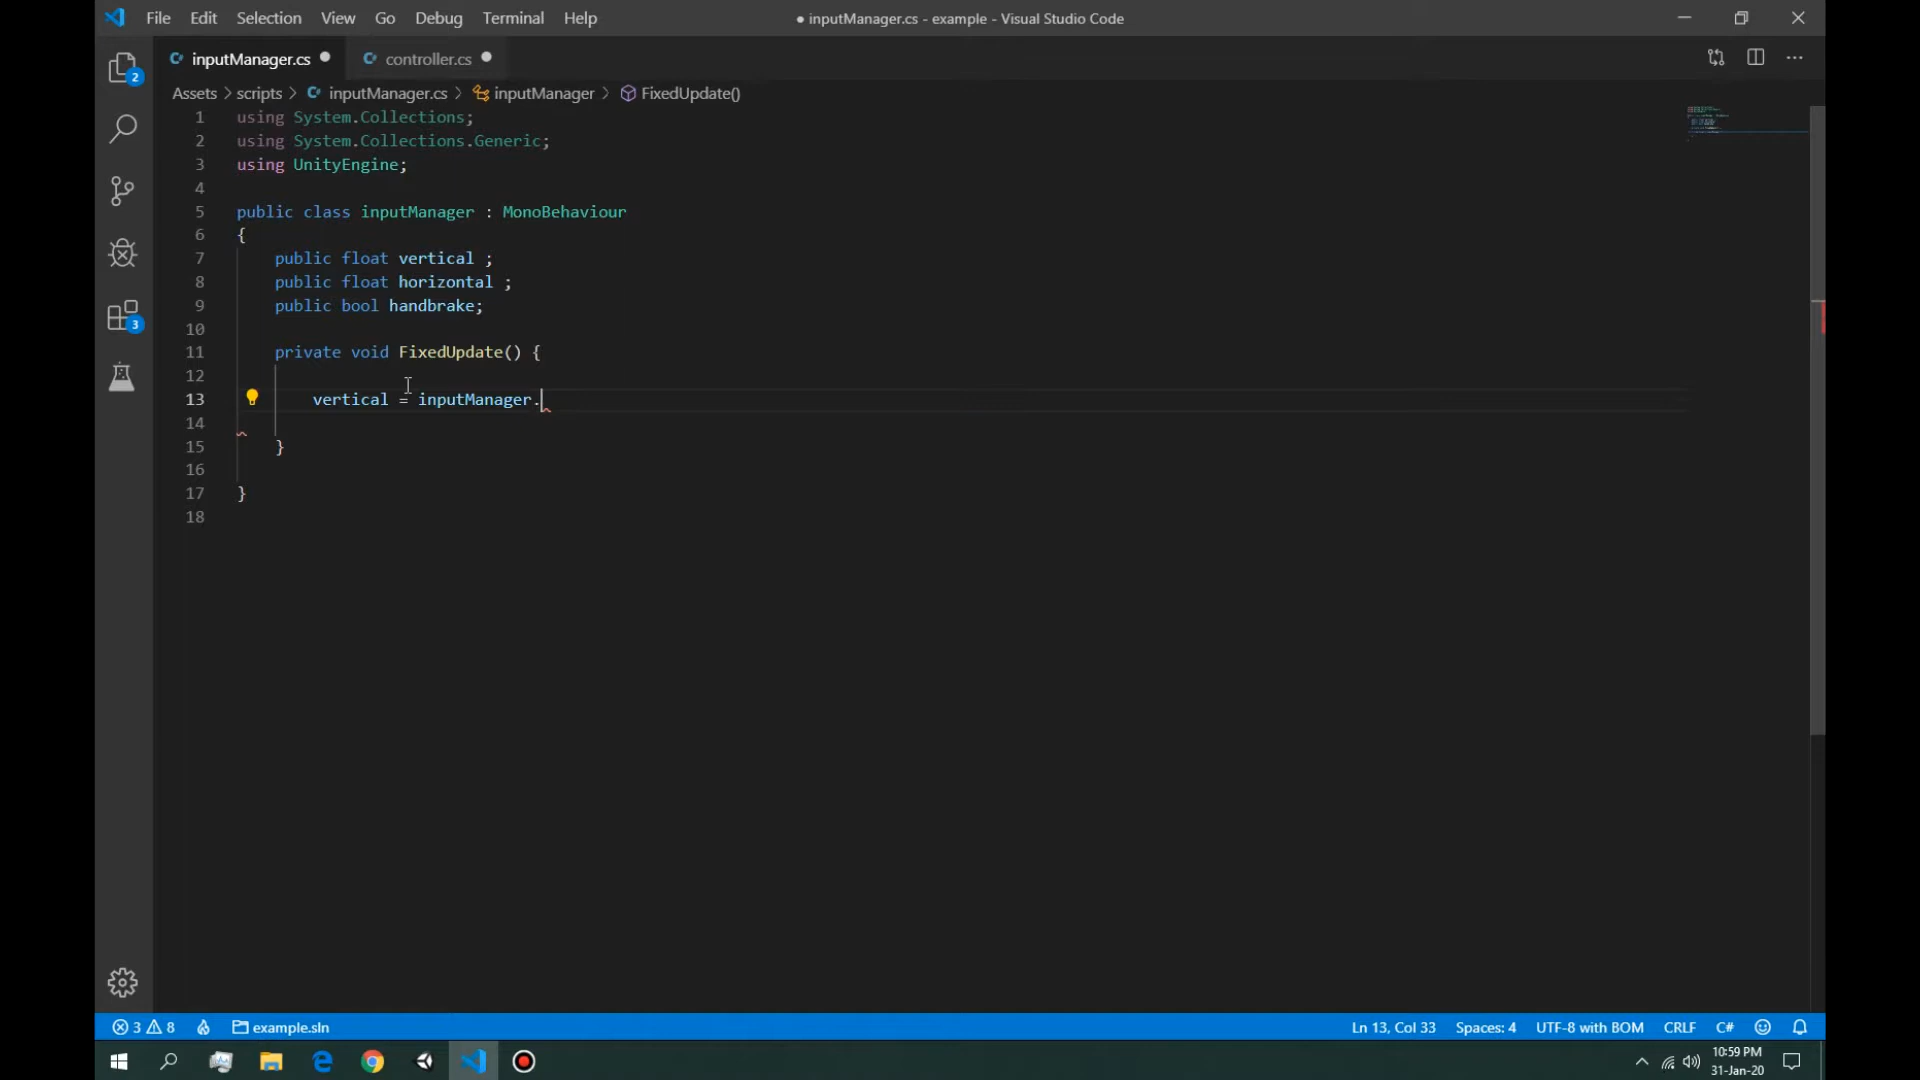 File Edit Selection View Go Debug Terminal Help
● inputManager.cs - example - Visual Studio Code
inputManager.cs ●
controller.cs ●
2
Assets > scripts > inputManager.cs > inputManager > FixedUpdate()
1 using System.Collections;
2 using System.Collections.Generic;
3 using UnityEngine;
4
5 public class inputManager : MonoBehaviour
6 {
7 public float vertical ;
8 public float horizontal ;
9 public bool handbrake;
10
11 private void FixedUpdate() {
12
13 vertical = inputManager.
14
15 }
16
17 }
18
3
3 8 example.sln
Ln 13, Col 33 Spaces: 4 UTF-8 with BOM CRLF C#
10:59 PM
31-Jan-20